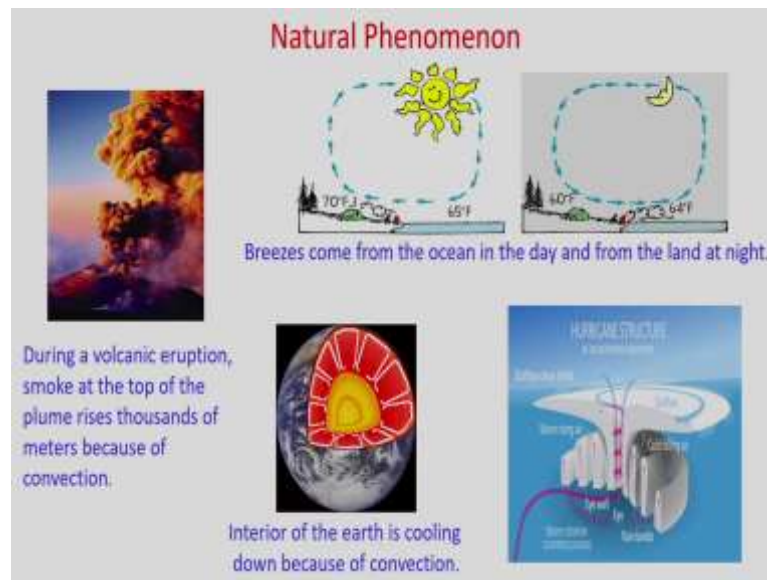 Natural Phenomenon
70°F
65°F
60°F
64°F
Breezes come from the ocean in the day and from the land at night.
During a volcanic eruption,
smoke at the top of the
plume rises thousands of
meters because of
convection.
Interior of the earth is cooling
down because of convection.
HURRICANE STRUCTURE
Eye